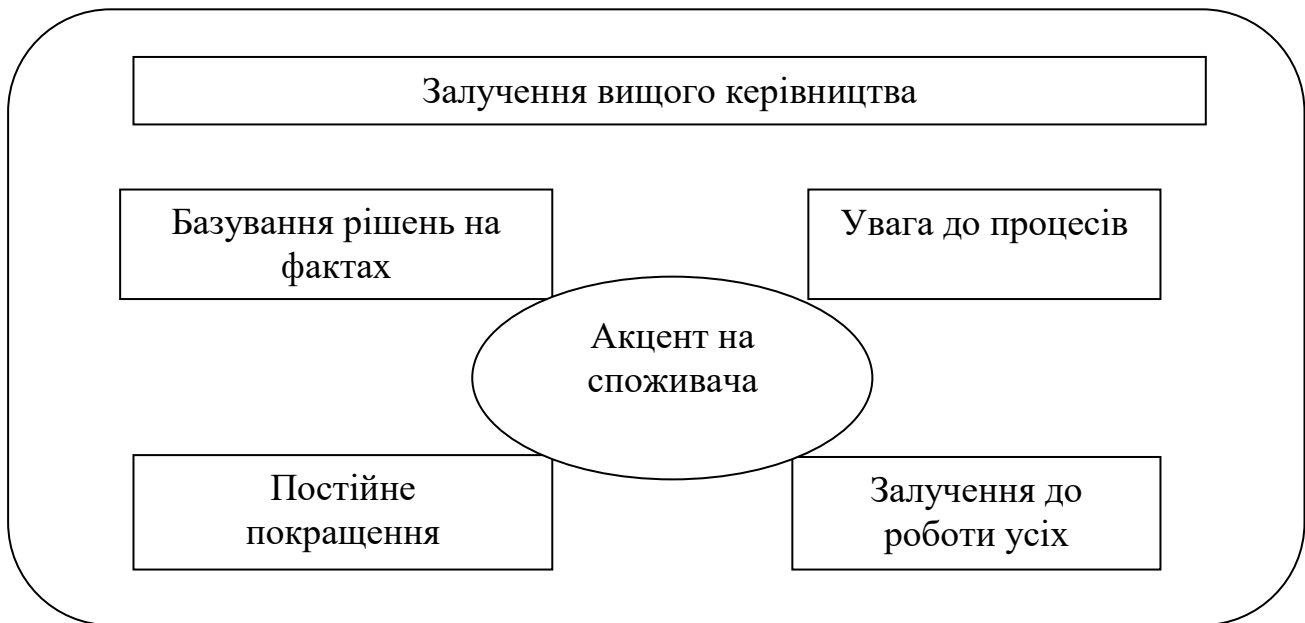 Залучення вищого керівництва
Базування рішень на
фактах
Увага до процесів
Акцент на
споживача
Постійне
покращення
Залучення до
роботи усіх